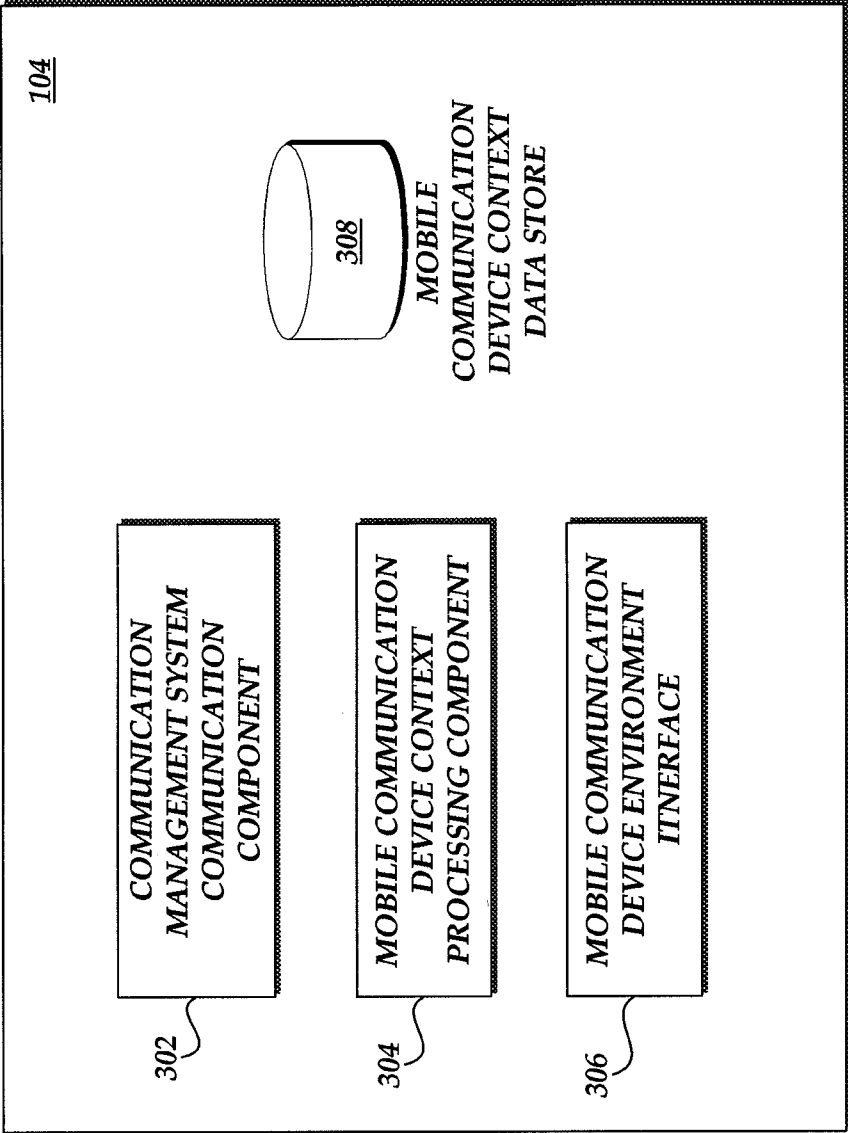 104
302
COMMUNICATION
MANAGEMENT SYSTEM
COMMUNICATION
COMPONENT
304
MOBILE COMMUNICATION
DEVICE CONTEXT
PROCESSING COMPONENT
306
MOBILE COMMUNICATION
DEVICE ENVIRONMENT
ITNERFACE
308
MOBILE
COMMUNICATION
DEVICE CONTEXT
DATA STORE